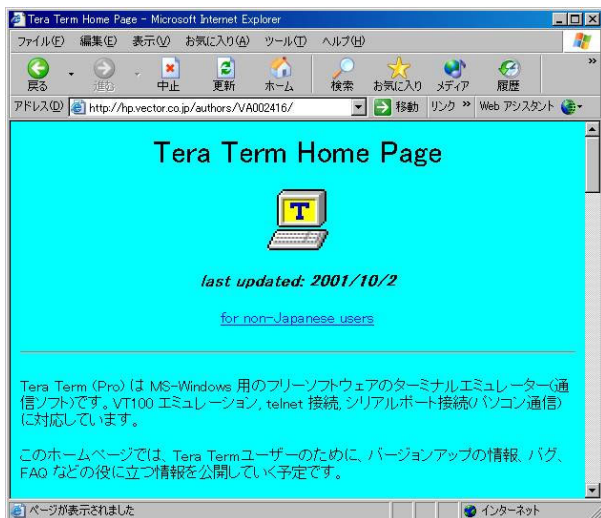 Tera Term Home Page - Microsoft Internet Explorer
ファイル(F) 編集(E) 表示(V) お気に入り(A) ツール(T) ヘルプ(H)
戻る 進む 中止 更新 ホーム 検索 お気に入り メディア 履歴 »
アドレス(D) http://hp.vector.co.jp/authors/VA002416/ 移動 リンク » Web アシスタント
Tera Term Home Page
T
last updated: 2001/10/2
for non-Japanese users
Tera Term (Pro) は MS-Windows 用のフリーソフトウェアのターミナルエミュレーター(通
信ソフト)です。VT100 エミュレーション, telnet 接続, シリアルポート接続(パソコン通信)
に対応しています。
このホームページでは、Tera Termユーザーのために、バージョンアップの情報、バグ、
FAQ などの役に立つ情報を公開していく予定です。
ページが表示されました インターネット